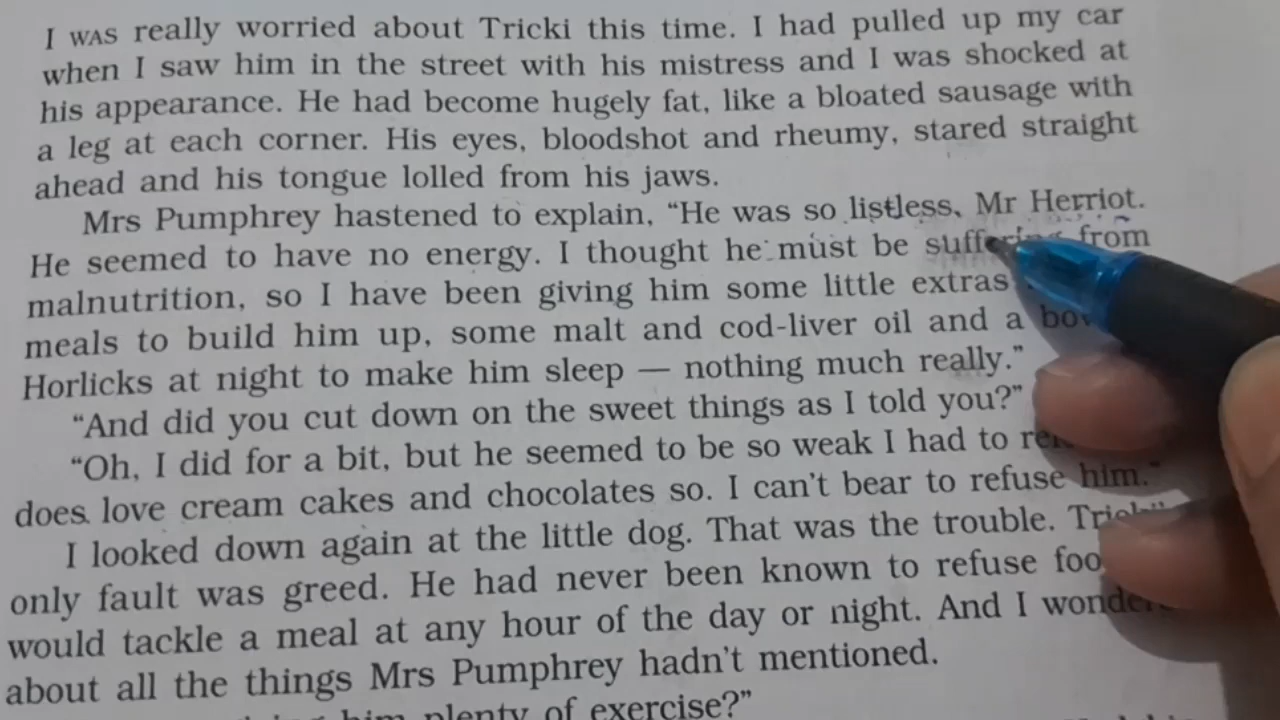 I WAS really worried about Tricki this time. I had pulled up my car
when I saw him in the street with his mistress and I was shocked at
his appearance. He had become hugely fat, like a bloated sausage with
a leg at each corner. His eyes, bloodshot and rheumy, stared straight
ahead and his tongue lolled from his jaws.
Mrs Pumphrey hastened to explain, “He was so listless, Mr Herriot.
He seemed to have no energy. I thought he must be suffering from
malnutrition, so I have been giving him some little extras
meals to build him up, some malt and cod-liver oil and a
Horlicks at night to make him sleep — nothing much really.”
“And did you cut down on the sweet things as I told you?”
“Oh, I did for a bit, but he seemed to be so weak I had to
does love cream cakes and chocolates so. I can't bear to refuse him.”
I looked down again at the little dog. That was the trouble.
only fault was greed. He had never been known to refuse
would tackle a meal at any hour of the day or night. And I
about all the things Mrs Pumphrey hadn't mentioned.
him plenty of exercise?”